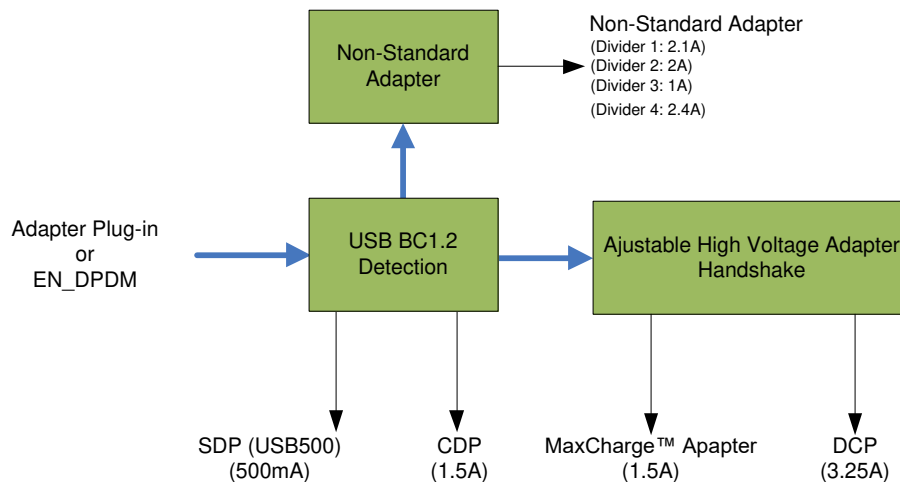 Non-Standard
Adapter
Non-Standard Adapter
(Divider 1: 2.1A)
(Divider 2: 2A)
(Divider 3: 1A)
(Divider 4: 2.4A)
Adapter Plug-in
or
EN_DPDM
USB BC1.2
Detection
Ajustable High Voltage Adapter
Handshake
SDP (USB500)
(500mA)
CDP
(1.5A)
MaxCharge™ Apapter
(1.5A)
DCP
(3.25A)